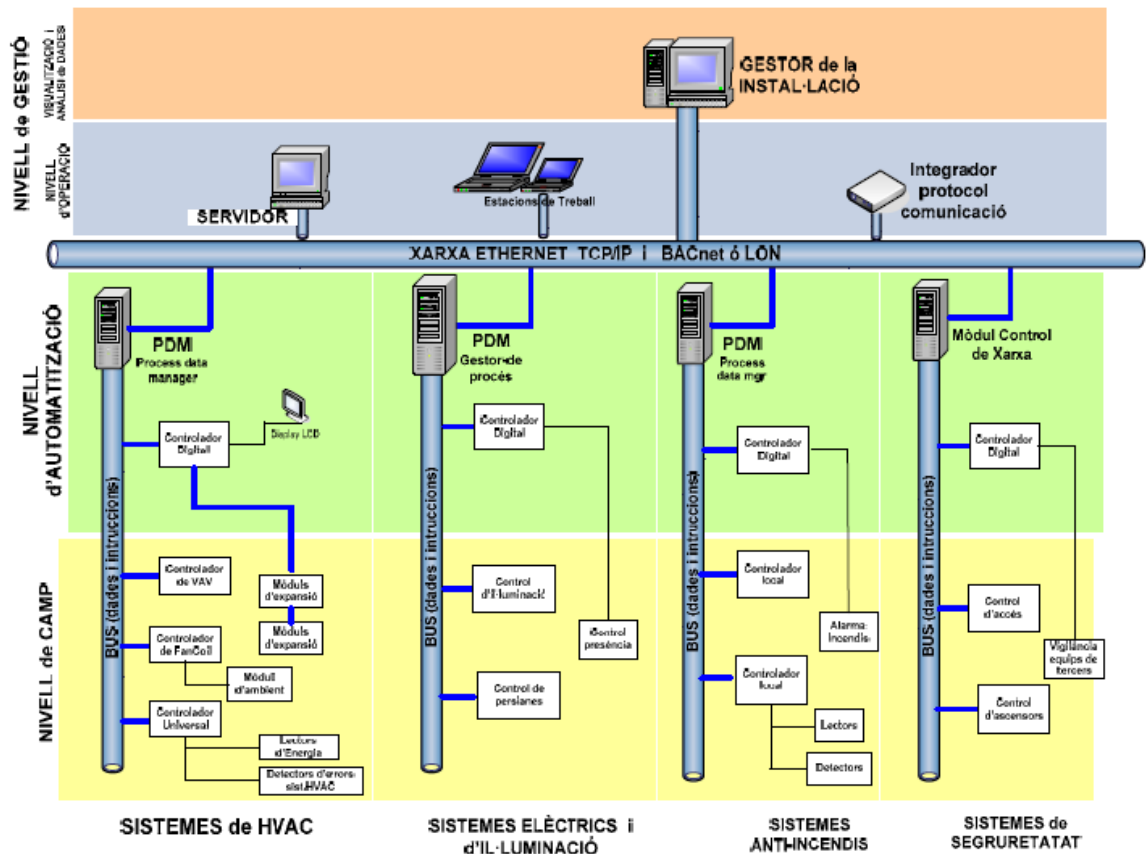 NIVELL de GESTIÓ
VISUALITZACIÓ i
ANÀLISI de DADES
GESTOR de la
INSTAL·LACIÓ
NIVELL
d'OPERACIÓ
SERVIDOR
Estacions de Treball
Integrador
protocol
comunicació
XARXA ETHERNET TCP/IP i BACnet ó LON
NIVELL
d'AUTOMATITZACIÓ
PDMI
Process data
manager
Controlador
Digital
Display LCD
BUS (dades i intruccions)
PDM
Gestor de
procés
Controlador
Digital
BUS (dades i intruccions)
PDMI
Process
data mgr
Controlador
Digital
BUS (dades i intruccions)
Mòdul Control
de Xarxa
Controlador
Digital
BUS (dades i intruccions)
NIVELL de CAMP
Controlador
de VAV
Mòduls
d'expansió
Mòduls
d'expansió
Controlador
de FanCoil
Mòdul
d'ambient
Controlador
Universal
Lectors
d'Energia
Detectors d'errors
sist.HVAC
Control
d'il·luminació
Control
presència
Control de
persianes
Controlador
local
Alarma
Incendis
Controlador
local
Lectors
Detectors
Control
d'accés
Vigilància
equips de
tercers
Control
d'ascensors
SISTEMES de HVAC
SISTEMES ELÈCTRICS i
d'IL·LUMINACIÓ
SISTEMES
ANTI-INCENDIS
SISTEMES de
SEGRURETATAT